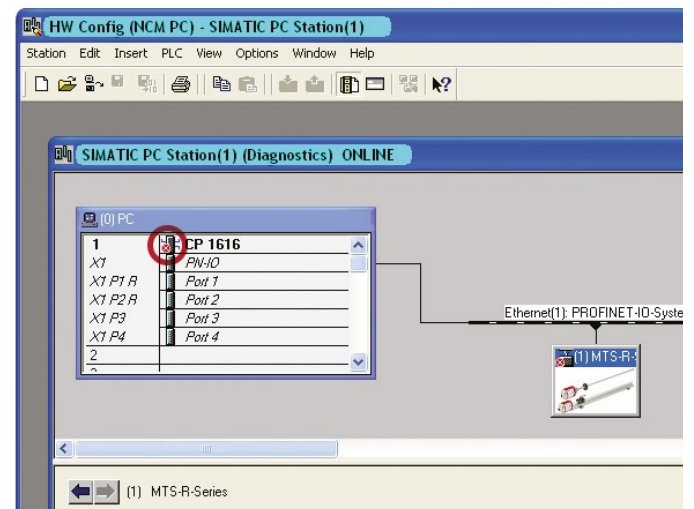 HW Config (NCM PC) - SIMATIC PC Station(1)
Station Edit Insert PLC View Options Window Help
SIMATIC PC Station(1) (Diagnostics) ONLINE
(0) PC
1 CP 1616
X1 PN-IO
X1 P1 R Port 1
X1 P2 R Port 2
X1 P3 Port 3
X1 P4 Port 4
2
Ethernet(1): PROFINET-IO-Syste
(1) MTS-R-S
(1) MTS-R-Series